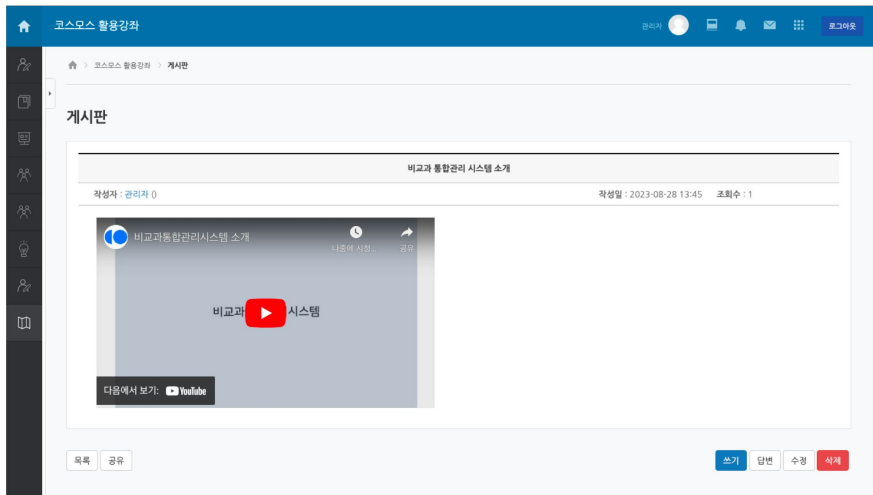 코스모스 활용강좌
관리자
로그아웃
코스모스 활용강좌 > 게시판
게시판
비교과 통합관리 시스템 소개
작성자 : 관리자 ()
작성일 : 2023-08-28 13:45 조회수 : 1
비교과통합관리시스템 소개
나중에 시청...
공유
비교과
시스템
다음에서 보기: YouTube
목록
공유
쓰기
답변
수정
삭제